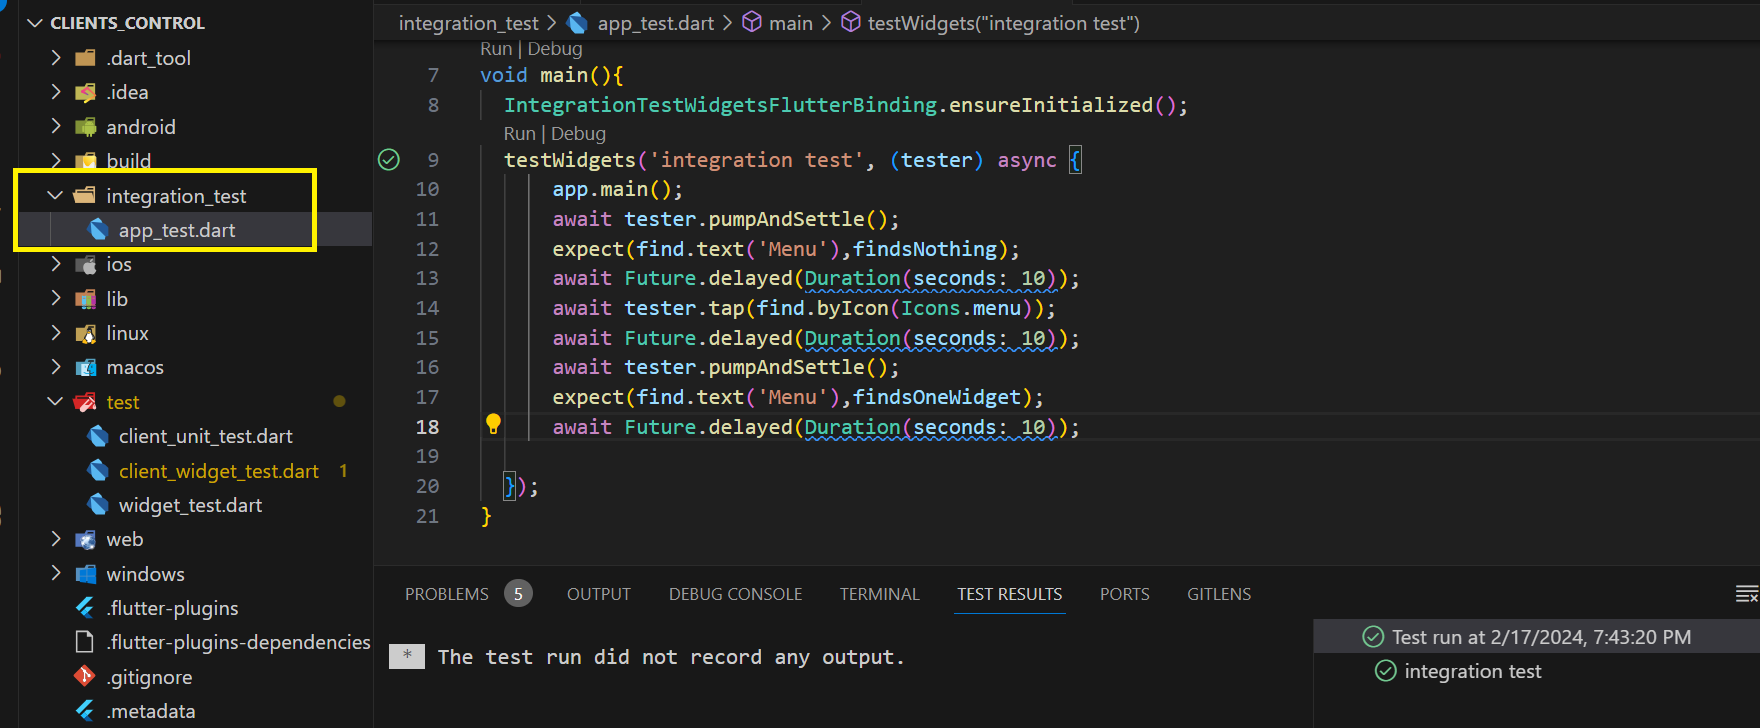 CLIENTS_CONTROL
.dart_tool
.idea
android
build
integration_test
app_test.dart
ios
lib
linux
macos
test
client_unit_test.dart
client_widget_test.dart 1
widget_test.dart
web
windows
.flutter-plugins
.flutter-plugins-dependencies
.gitignore
.metadata
integration_test > app_test.dart > main > testWidgets("integration test")
Run | Debug
7 void main(){
8 IntegrationTestWidgetsFlutterBinding.ensureInitialized();
Run | Debug
9 testWidgets('integration test', (tester) async {
10 app.main();
11 await tester.pumpAndSettle();
12 expect(find.text('Menu'),findsNothing);
13 await Future.delayed(Duration(seconds: 10));
14 await tester.tap(find.byIcon(Icons.menu));
15 await Future.delayed(Duration(seconds: 10));
16 await tester.pumpAndSettle();
17 expect(find.text('Menu'),findsOneWidget);
18 await Future.delayed(Duration(seconds: 10));
19
20 });
21 }
PROBLEMS 5 OUTPUT DEBUG CONSOLE TERMINAL TEST RESULTS PORTS GITLENS
* The test run did not record any output.
Test run at 2/17/2024, 7:43:20 PM
integration test